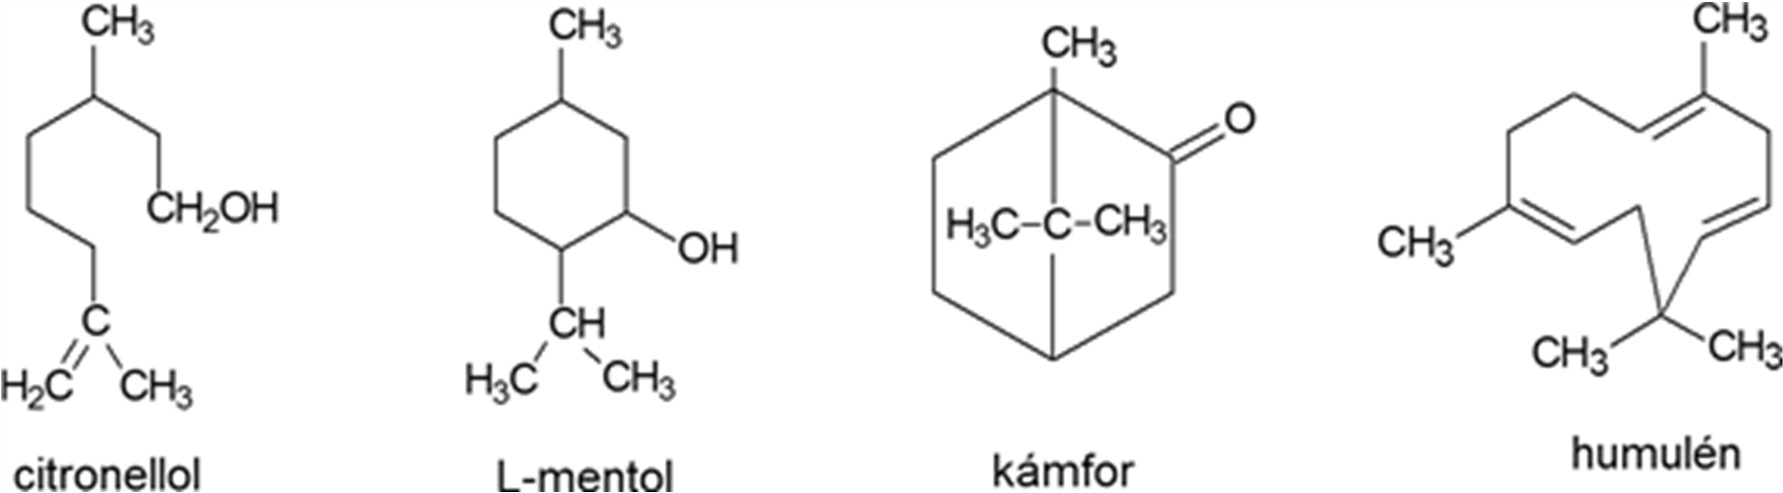 CH3
CH2OH
C
H2C CH3
citronellol
CH3
OH
CH
H3C CH3
L-mentol
CH3
O
H3C-C-CH3
kámfor
CH3
CH3
CH3 CH3
humulén